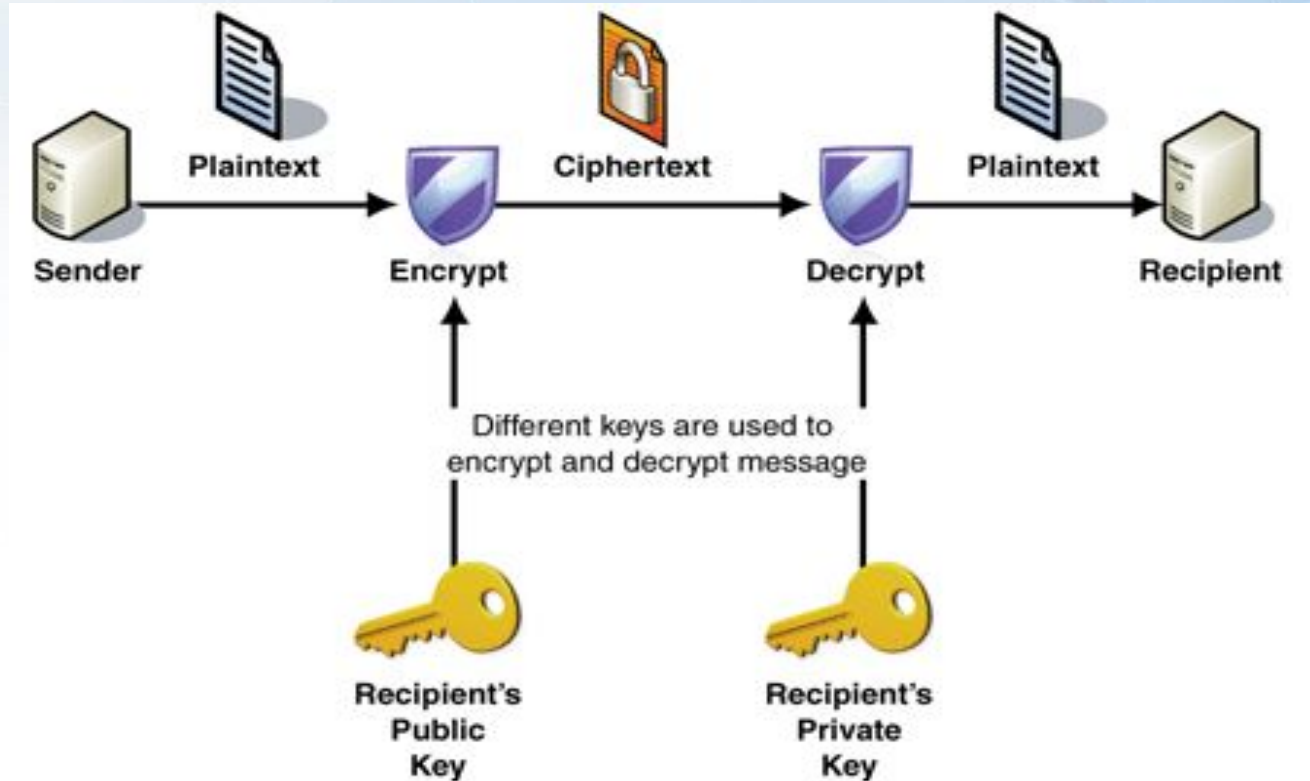 Plaintext
Ciphertext
Plaintext
Sender
Encrypt
Decrypt
Recipient
Different keys are used to
encrypt and decrypt message
Recipient's
Public
Key
Recipient's
Private
Key